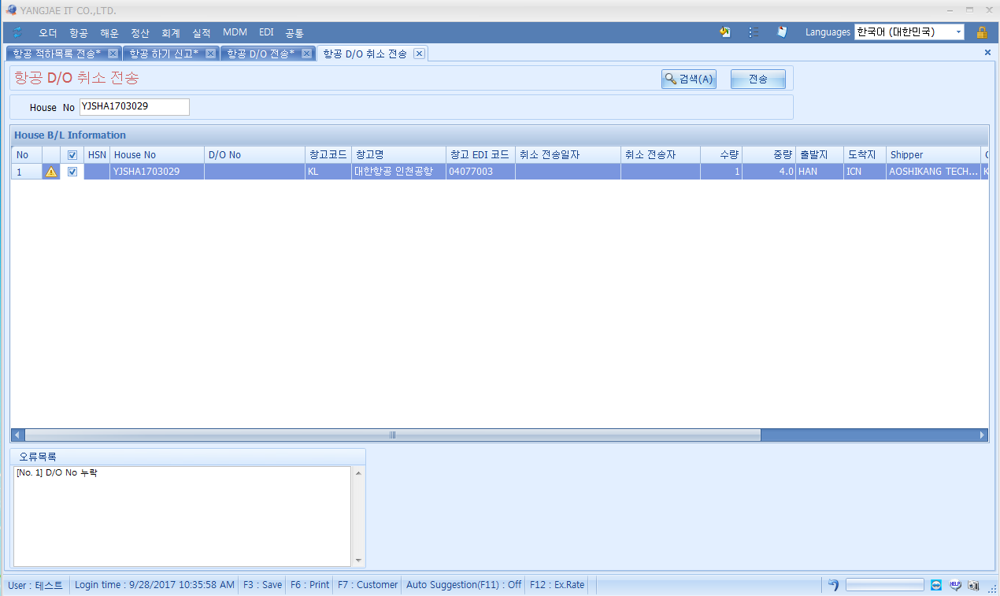 YANGJAE IT CO.,LTD.
오더 항공 해운 정산 회계 실적 MDM EDI 공통 Languages 한국어 (대한민국)
항공 적하목록 전송* 항공 하기 신고* 항공 D/O 전송* 항공 D/O 취소 전송
항공 D/O 취소 전송 검색(A) 전송
House No YJSHA1703029
House B/L Information
No HSN House No D/O No 창고코드 창고명 창고 EDI 코드 취소 전송일자 취소 전송자 수량 중량 출발지 도착지 Shipper
1 YJSHA1703029 KL 대한항공 인천공항 04077003 1 4.0 HAN ICN AOSHIKANG TECH... K
오류목록
[No. 1] D/O No 누락
User : 테스트 Login time : 9/28/2017 10:35:58 AM F3 : Save F6 : Print F7 : Customer Auto Suggestion(F11) : Off F12 : Ex.Rate HELP